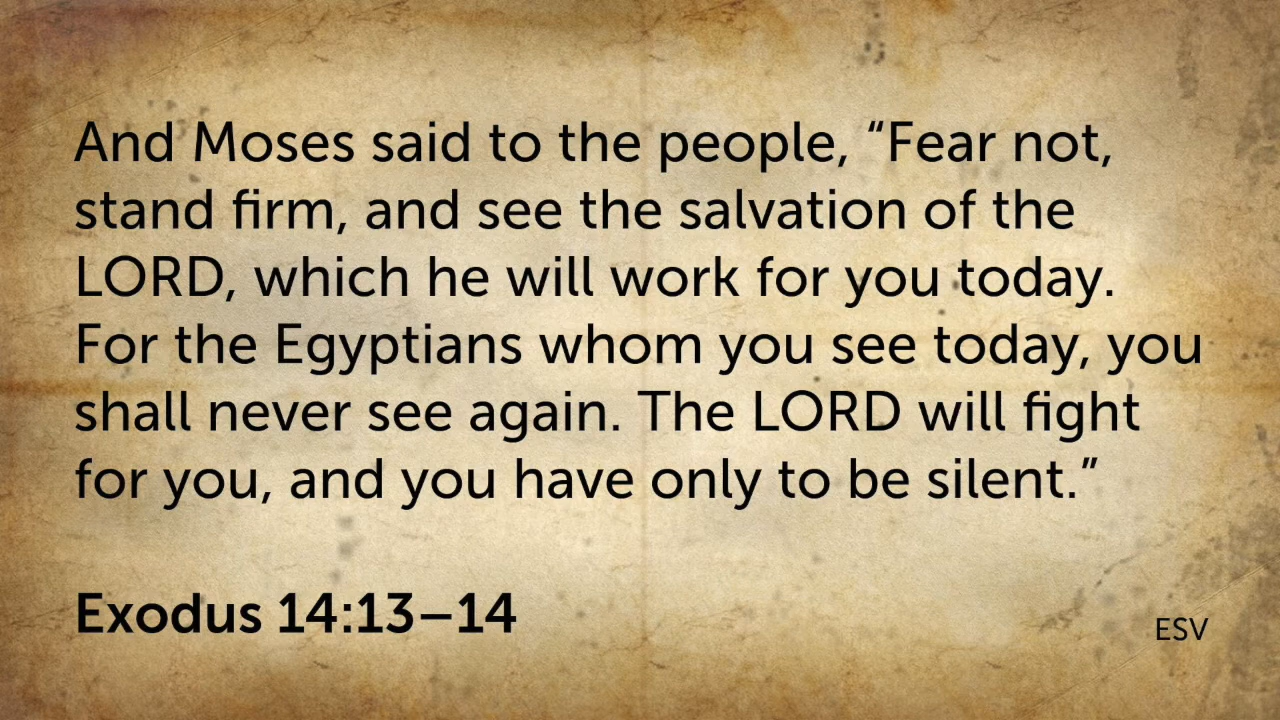 And Moses said to the people, “Fear not,
stand firm, and see the salvation of the
LORD, which he will work for you today.
For the Egyptians whom you see today, you
shall never see again. The LORD will fight
for you, and you have only to be silent.”
Exodus 14:13–14
ESV